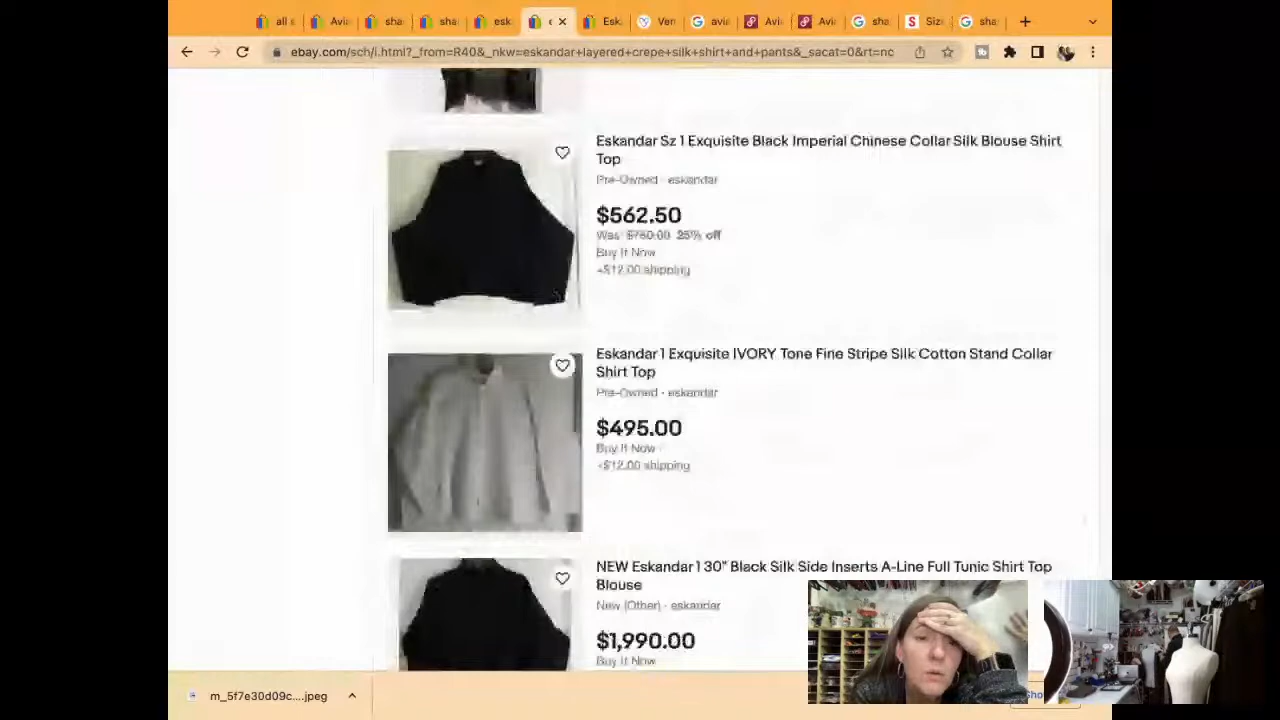 all s
Avia
sha
sha
esk
Esk
Ven
avia
Avi
Avi
sha
Siz
sha
ebay.com/sch/i.html?_from=R40&_nkw=eskandar+layered+crepe+silk+shirt+and+pants&_sacat=0&rt=nc
Eskandar Sz 1 Exquisite Black Imperial Chinese Collar Silk Blouse Shirt
Top
Pre-Owned · eskandar
$562.50
Was: $750.00 25% off
Buy It Now
+$12.00 shipping
Eskandar 1 Exquisite IVORY Tone Fine Stripe Silk Cotton Stand Collar
Shirt Top
Pre-Owned · eskandar
$495.00
Buy It Now
+$12.00 shipping
NEW Eskandar 1 30" Black Silk Side Inserts A-Line Full Tunic Shirt Top
Blouse
New (Other) · eskandar
$1,990.00
Buy It Now
m_5f7e30d09c....jpeg